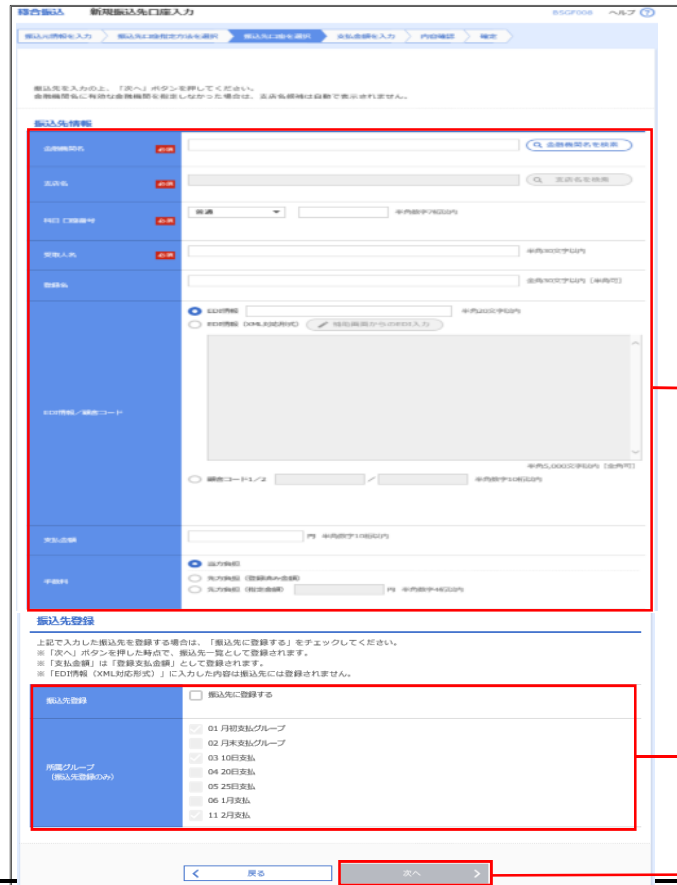 総合振込 新規振込先口座入力 BSGF008 ヘルプ ?
振込元情報を入力 振込先口座指定方法を選択 振込先口座を選択 支払金額を入力 内容確認 確定
振込先を入力の上、「次へ」ボタンを押してください。
金融機関名に有効な金融機関を指定しなかった場合は、支店名候補は自動で表示されません。
振込先情報
金融機関名 必須 金融機関名を検索
支店名 必須 支店名を検索
科目 口座番号 必須 普通 半角数字7桁以内
受取人名 必須 半角30文字以内
登録名 全角30文字以内 [半角可]
EDI情報 半角20文字以内
EDI情報 (XML対応形式) 補助画面からのEDI入力
EDI情報/顧客コード
半角5,000文字以内 [全角可]
顧客コード1/2 / 半角数字10桁以内
支払金額 円 半角数字10桁以内
手数料
当方負担
先方負担 (登録済み金額)
先方負担 (指定金額) 円 半角数字4桁以内
振込先登録
上記で入力した振込先を登録する場合は、「振込先に登録する」をチェックしてください。
※「次へ」ボタンを押した時点で、振込先一覧として登録されます。
※「支払金額」は「登録支払金額」として登録されます。
※「EDI情報（XML対応形式）」に入力した内容は振込先には登録されません。
振込先登録 振込先に登録する
所属グループ
(振込先登録のみ)
01 月初支払グループ
02 月末支払グループ
03 10日支払
04 20日支払
05 25日支払
06 1月支払
11 2月支払
戻る 次へ